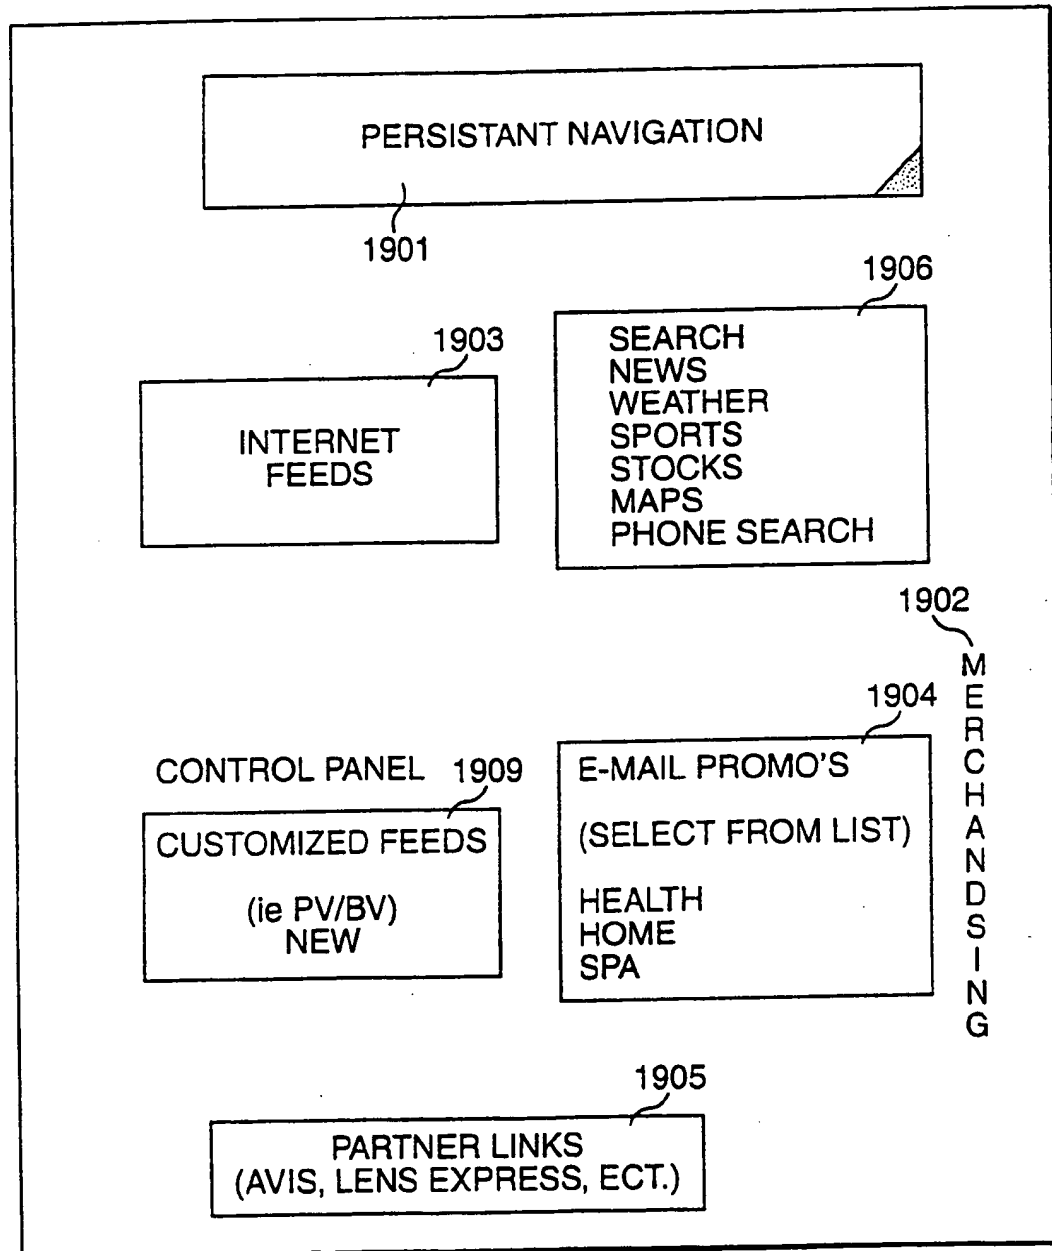 PERSISTANT NAVIGATION
1901
1906
1903
SEARCH
NEWS
WEATHER
SPORTS
STOCKS
MAPS
PHONE SEARCH
INTERNET
FEEDS
1902
MERCHANDSING
1904
CONTROL PANEL
1909
E-MAIL PROMO'S
(SELECT FROM LIST)
HEALTH
HOME
SPA
CUSTOMIZED FEEDS
(ie PV/BV)
NEW
1905
PARTNER LINKS
(AVIS, LENS EXPRESS, ECT.)